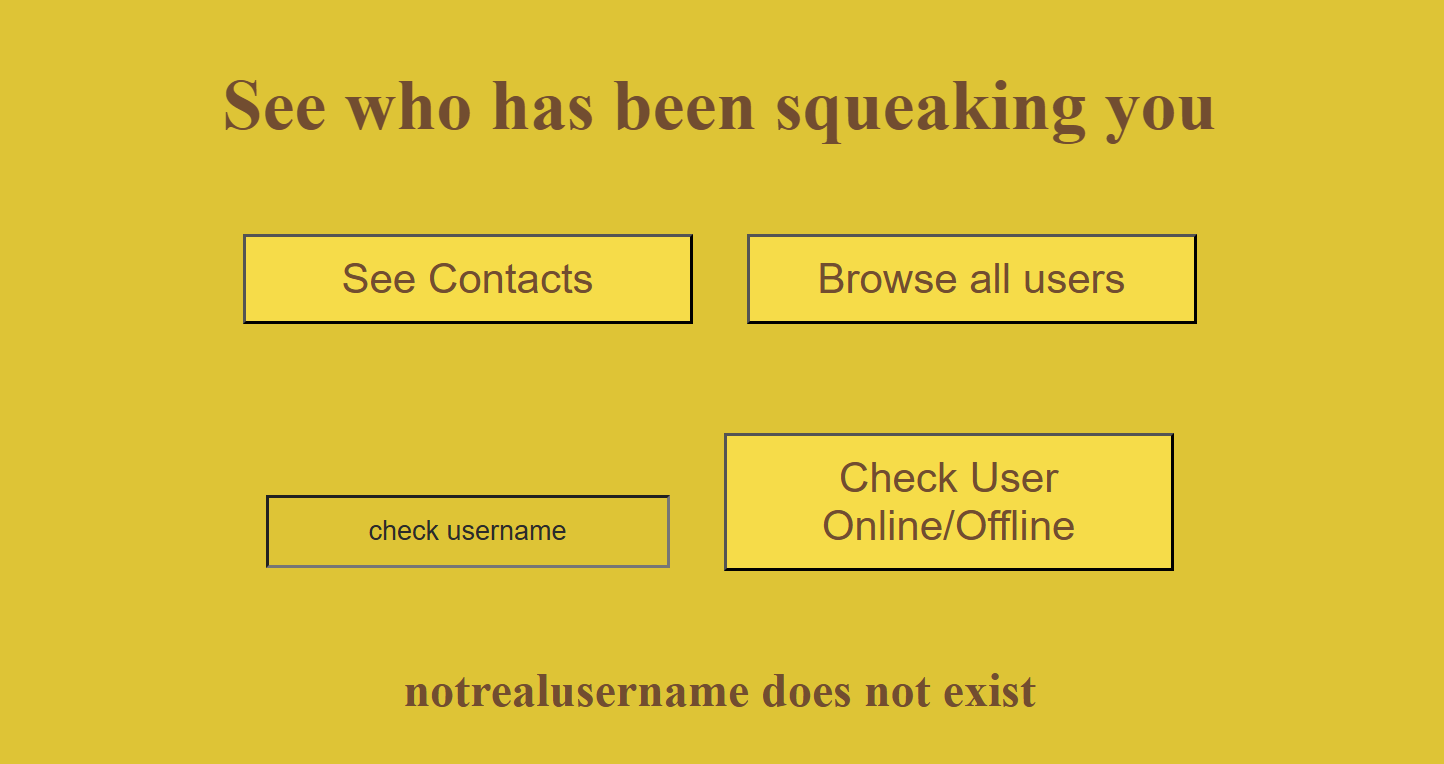 See who has been squeaking you
See Contacts
Browse all users
check username
Check User
Online/Offline
notrealusername does not exist